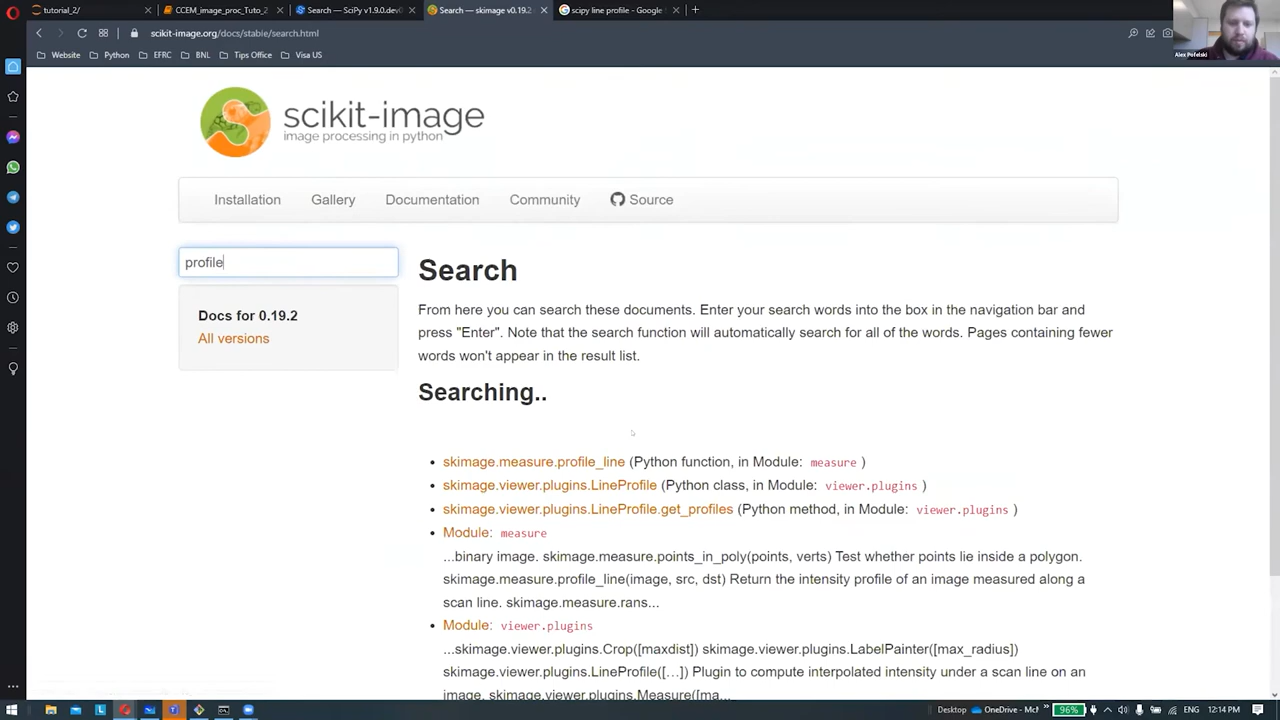 tutorial_2/
CCEM_image_proc_Tuto_2
Search — SciPy v1.9.0.dev0
Search — skimage v0.19.2
scipy line profile - Google
scikit-image.org/docs/stable/search.html
Website
Python
EFRC
BNL
Tips Office
Visa US
Alex Pofelski
scikit-image
image processing in python
Installation
Gallery
Documentation
Community
Source
profile
Docs for 0.19.2
All versions
Search
From here you can search these documents. Enter your search words into the box in the navigation bar and
press "Enter". Note that the search function will automatically search for all of the words. Pages containing fewer
words won't appear in the result list.
Searching..
skimage.measure.profile_line (Python function, in Module: measure )
skimage.viewer.plugins.LineProfile (Python class, in Module: viewer.plugins )
skimage.viewer.plugins.LineProfile.get_profiles (Python method, in Module: viewer.plugins )
Module: measure
...binary image. skimage.measure.points_in_poly(points, verts) Test whether points lie inside a polygon.
skimage.measure.profile_line(image, src, dst) Return the intensity profile of an image measured along a
scan line. skimage.measure.rans...
Module: viewer.plugins
...skimage.viewer.plugins.Crop([maxdist]) skimage.viewer.plugins.LabelPainter([max_radius])
skimage.viewer.plugins.LineProfile([…]) Plugin to compute interpolated intensity under a scan line on an
image. skimage.viewer.plugins.Measure([ma...
Desktop
OneDrive - McM
96%
ENG
12:14 PM